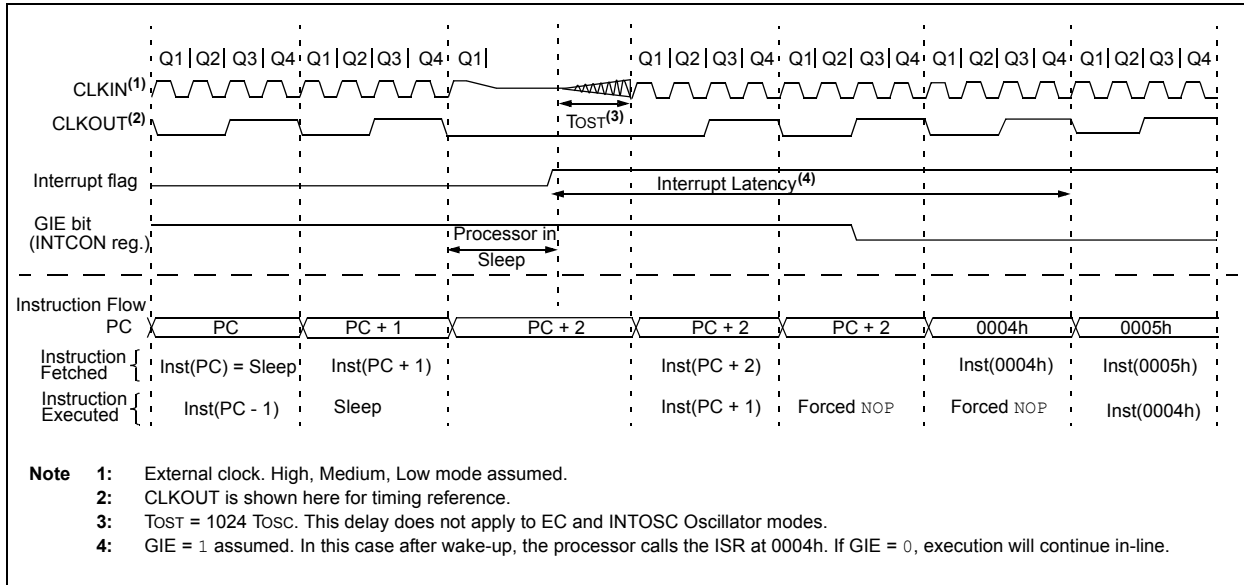 Q1 Q2 Q3 Q4 Q1 Q2 Q3 Q4 Q1 Q1 Q2 Q3 Q4 Q1 Q2 Q3 Q4 Q1 Q2 Q3 Q4 Q1 Q2 Q3 Q4
CLKIN(1)
CLKOUT(2)
TOST(3)
Interrupt flag
Interrupt Latency(4)
GIE bit
(INTCON reg.)
Processor in
Sleep
Instruction Flow
PC PC PC + 1 PC + 2 PC + 2 PC + 2 0004h 0005h
Instruction
Fetched
Inst(PC) = Sleep Inst(PC + 1) Inst(PC + 2) Inst(0004h) Inst(0005h)
Instruction
Executed
Inst(PC - 1) Sleep Inst(PC + 1) Forced NOP Forced NOP Inst(0004h)
Note 1: External clock. High, Medium, Low mode assumed.
2: CLKOUT is shown here for timing reference.
3: TOST = 1024 TOSC. This delay does not apply to EC and INTOSC Oscillator modes.
4: GIE = 1 assumed. In this case after wake-up, the processor calls the ISR at 0004h. If GIE = 0, execution will continue in-line.